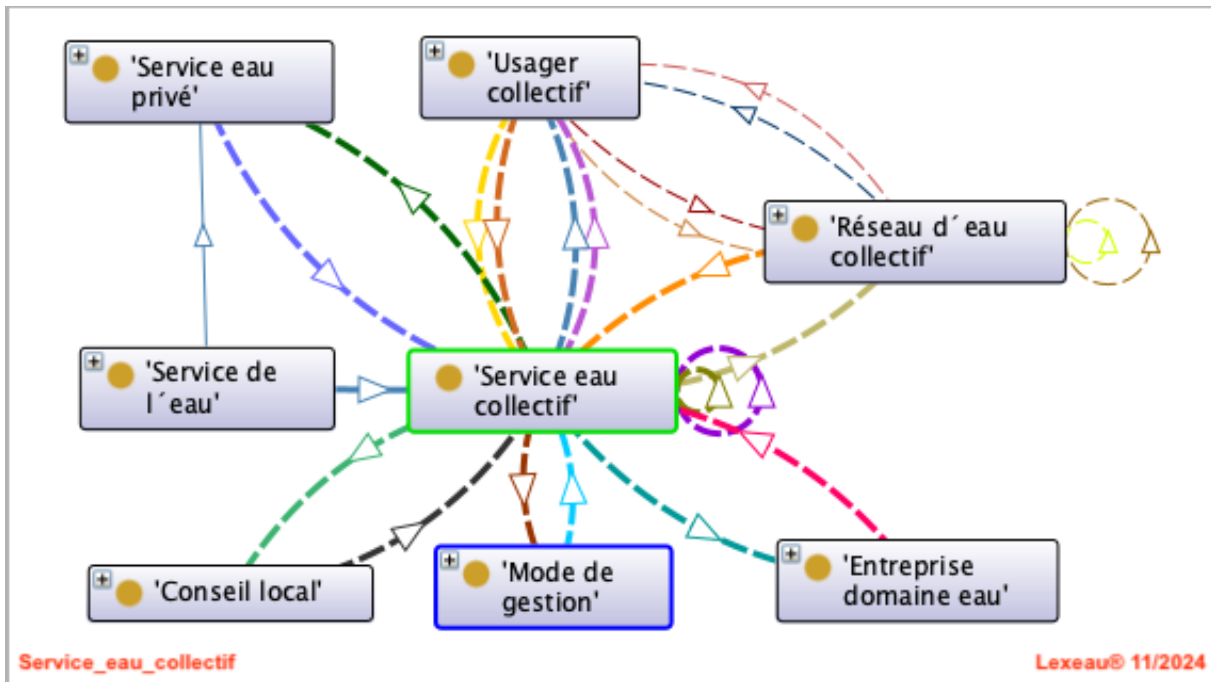 'Service eau
privé'
'Usager
collectif'
'Réseau d´eau
collectif'
'Service de
l´eau'
'Service eau
collectif'
'Conseil local'
'Mode de
gestion'
'Entreprise
domaine eau'
Service_eau_collectif
Lexeau® 11/2024